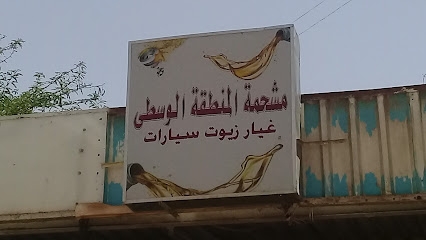 مشحمة المنطقة الوسطى
غيار زيوت سيارات